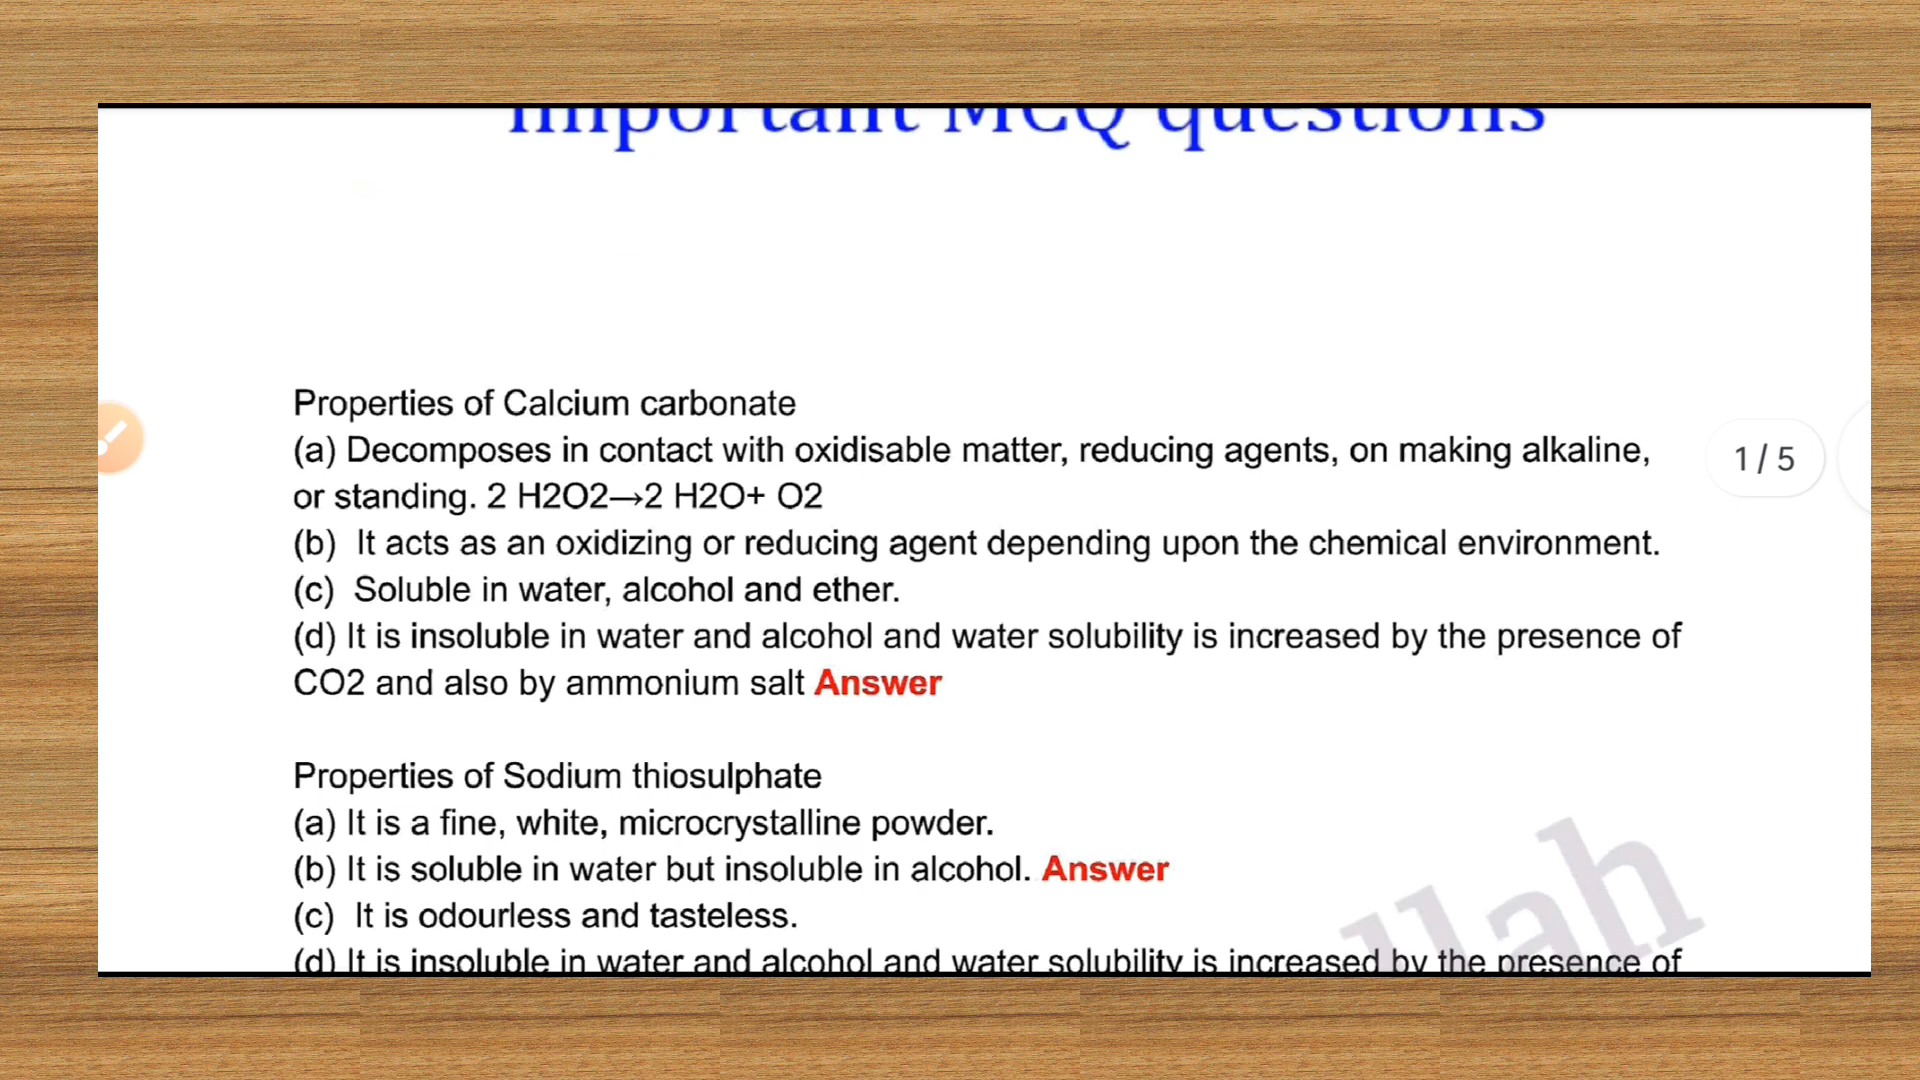 important MCQ questions
Properties of Calcium carbonate
(a) Decomposes in contact with oxidisable matter, reducing agents, on making alkaline,
or standing. 2 H2O2→2 H2O+ O2
(b) It acts as an oxidizing or reducing agent depending upon the chemical environment.
(c) Soluble in water, alcohol and ether.
(d) It is insoluble in water and alcohol and water solubility is increased by the presence of
CO2 and also by ammonium salt Answer
1 / 5
Properties of Sodium thiosulphate
(a) It is a fine, white, microcrystalline powder.
(b) It is soluble in water but insoluble in alcohol. Answer
(c) It is odourless and tasteless.
(d) It is insoluble in water and alcohol and water solubility is increased by the presence of